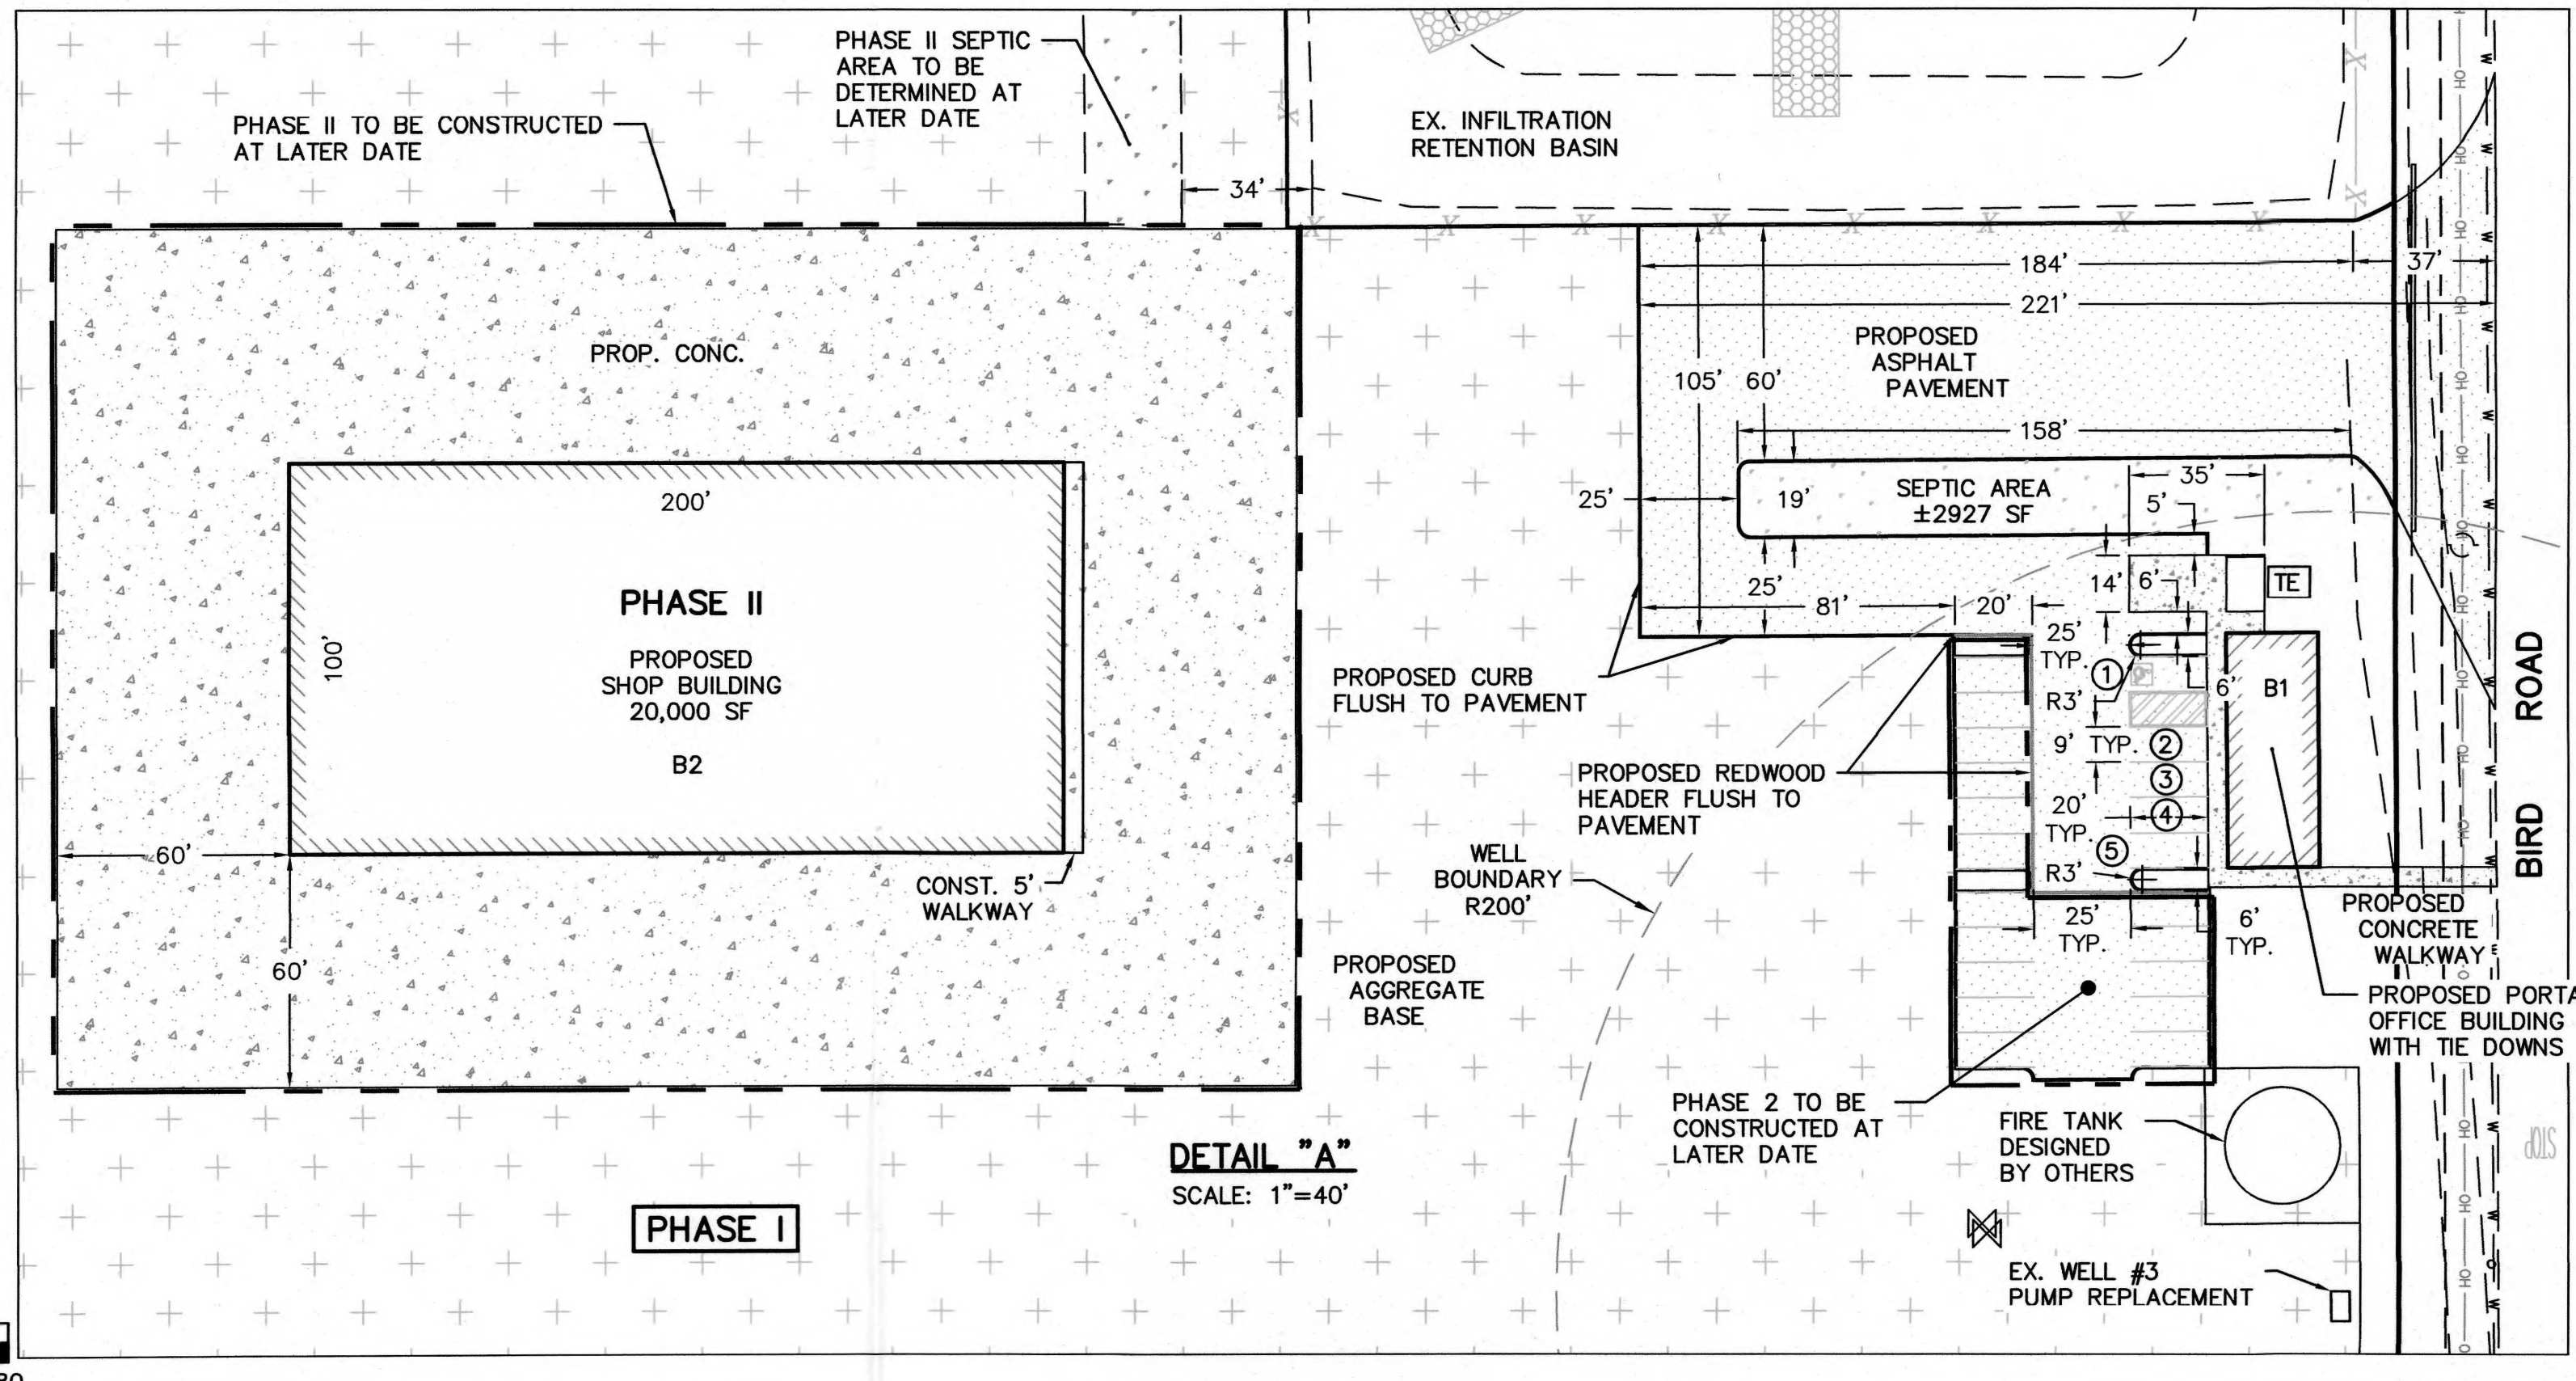 PHASE II SEPTIC
AREA TO BE
DETERMINED AT
LATER DATE
PHASE II TO BE CONSTRUCTED
AT LATER DATE
34'
EX. INFILTRATION
RETENTION BASIN
184'
37'
221'
PROP. CONC.
PROPOSED
ASPHALT
PAVEMENT
105'
60'
158'
200'
25'
19'
SEPTIC AREA
±2927 SF
35'
5'
PHASE II
100'
PROPOSED
SHOP BUILDING
20,000 SF
B2
25'
81'
20'
14'
6'
TE
25'
TYP.
1
R3'
6'
B1
PROPOSED CURB
FLUSH TO PAVEMENT
9' TYP.
2
3
4
20'
TYP.
5
R3'
PROPOSED REDWOOD
HEADER FLUSH TO
PAVEMENT
BIRD ROAD
60'
60'
CONST. 5'
WALKWAY
WELL
BOUNDARY
R200'
25'
TYP.
6'
TYP.
PROPOSED
CONCRETE
WALKWAY
PROPOSED
AGGREGATE
BASE
PROPOSED PORTA
OFFICE BUILDING
WITH TIE DOWNS
PHASE 2 TO BE
CONSTRUCTED AT
LATER DATE
FIRE TANK
DESIGNED
BY OTHERS
STOP
DETAIL "A"
SCALE: 1"=40'
PHASE I
EX. WELL #3
PUMP REPLACEMENT
X X X X X X X X
OH OH OH OH OH OH
W W W W W W